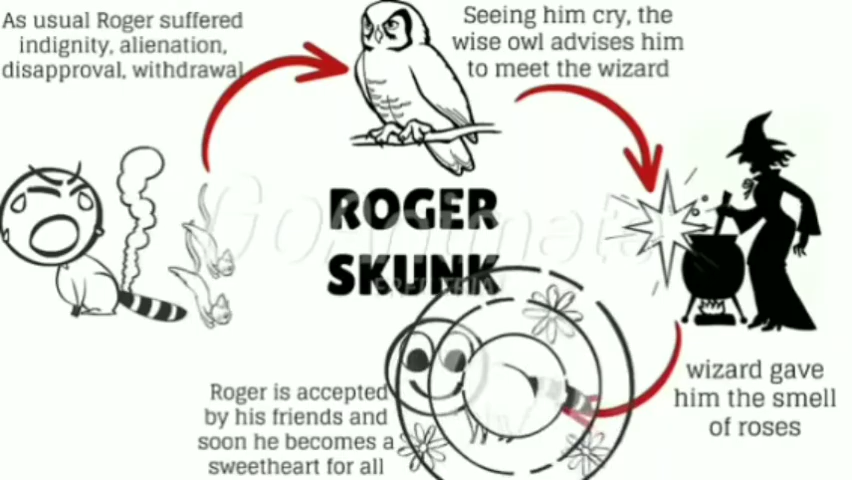 As usual Roger suffered
indignity, alienation,
disapproval, withdrawal
Seeing him cry, the
wise owl advises him
to meet the wizard
GoAnimate
ROGER
SKUNK
wizard gave
him the smell
of roses
Roger is accepted
by his friends and
soon he becomes a
sweetheart for all